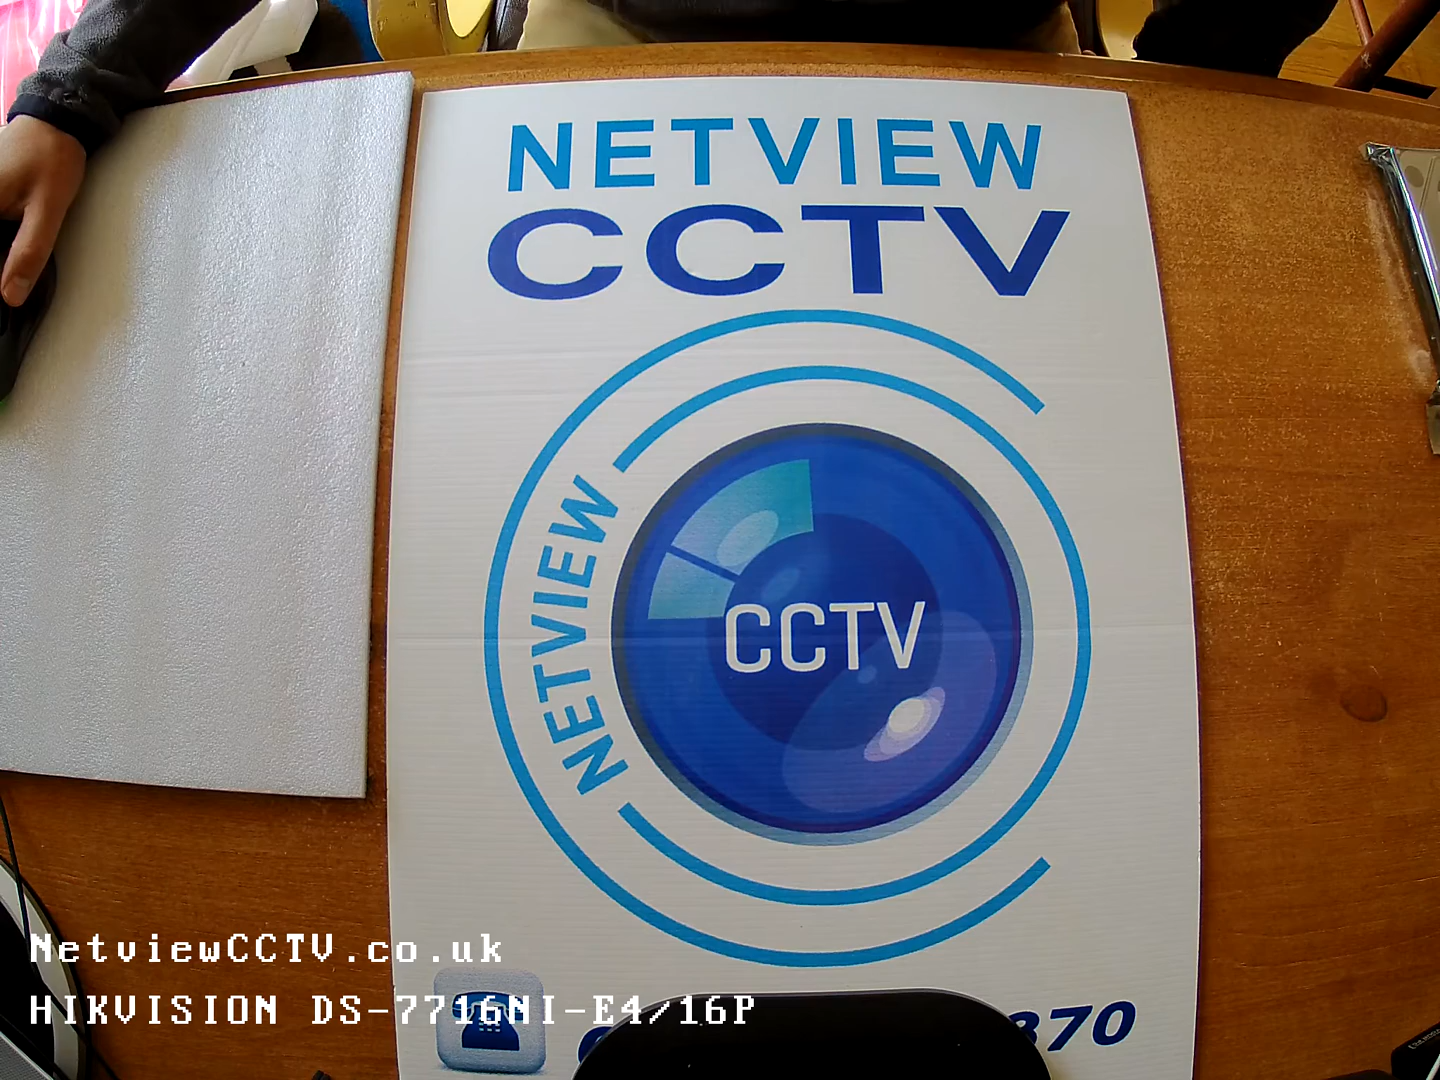 NETVIEW
CCTV
NETVIEW
CCTV
NetviewCCTV.co.uk
HIKVISION DS-7716NI-E4/16P
370